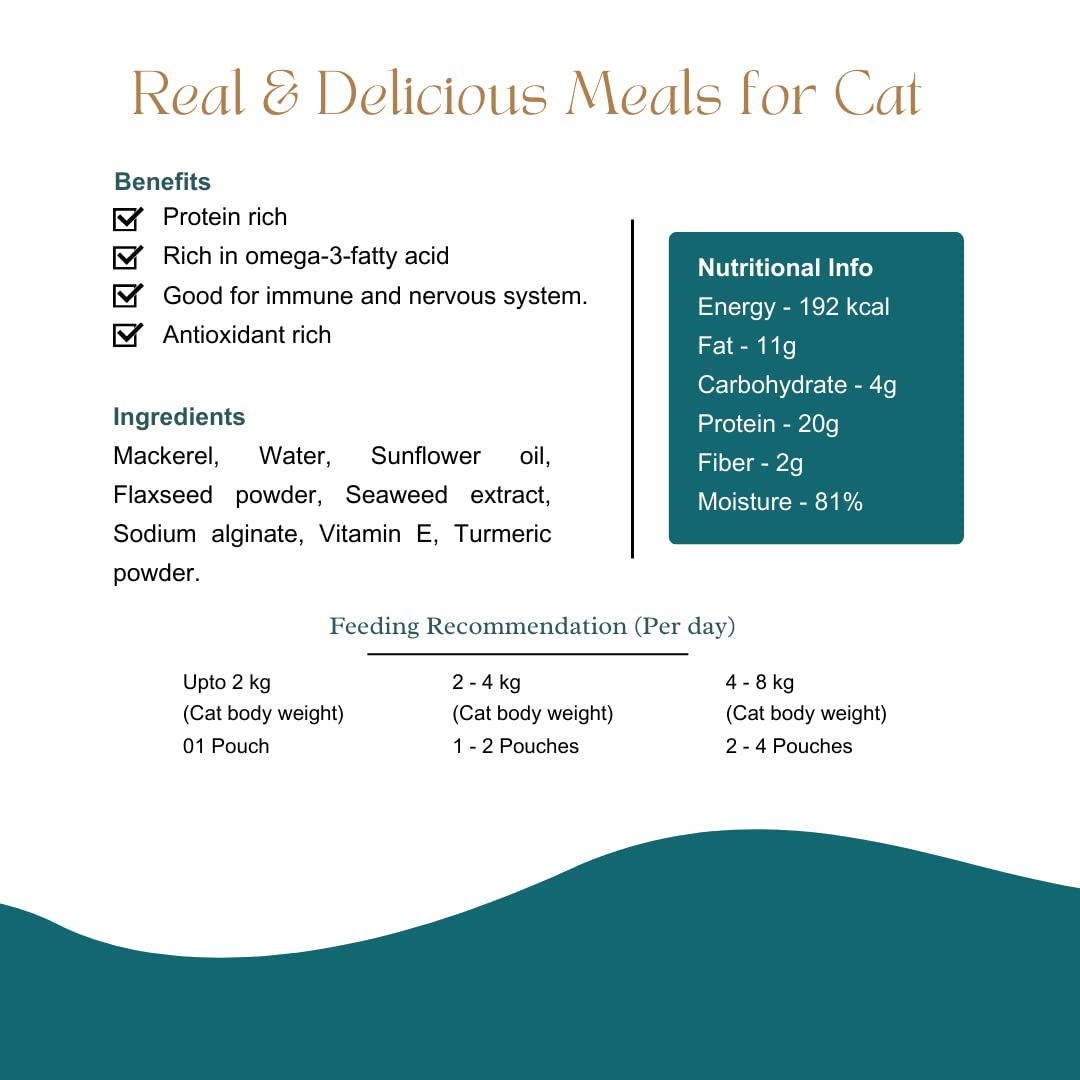 Real & Delicious Meals for Cat
Benefits
Protein rich
Rich in omega-3-fatty acid
Good for immune and nervous system.
Antioxidant rich
Ingredients
Mackerel, Water, Sunflower oil,
Flaxseed powder, Seaweed extract,
Sodium alginate, Vitamin E, Turmeric
powder.
Nutritional Info
Energy - 192 kcal
Fat - 11g
Carbohydrate - 4g
Protein - 20g
Fiber - 2g
Moisture - 81%
Feeding Recommendation (Per day)
Upto 2 kg
(Cat body weight)
01 Pouch
2 - 4 kg
(Cat body weight)
1 - 2 Pouches
4 - 8 kg
(Cat body weight)
2 - 4 Pouches